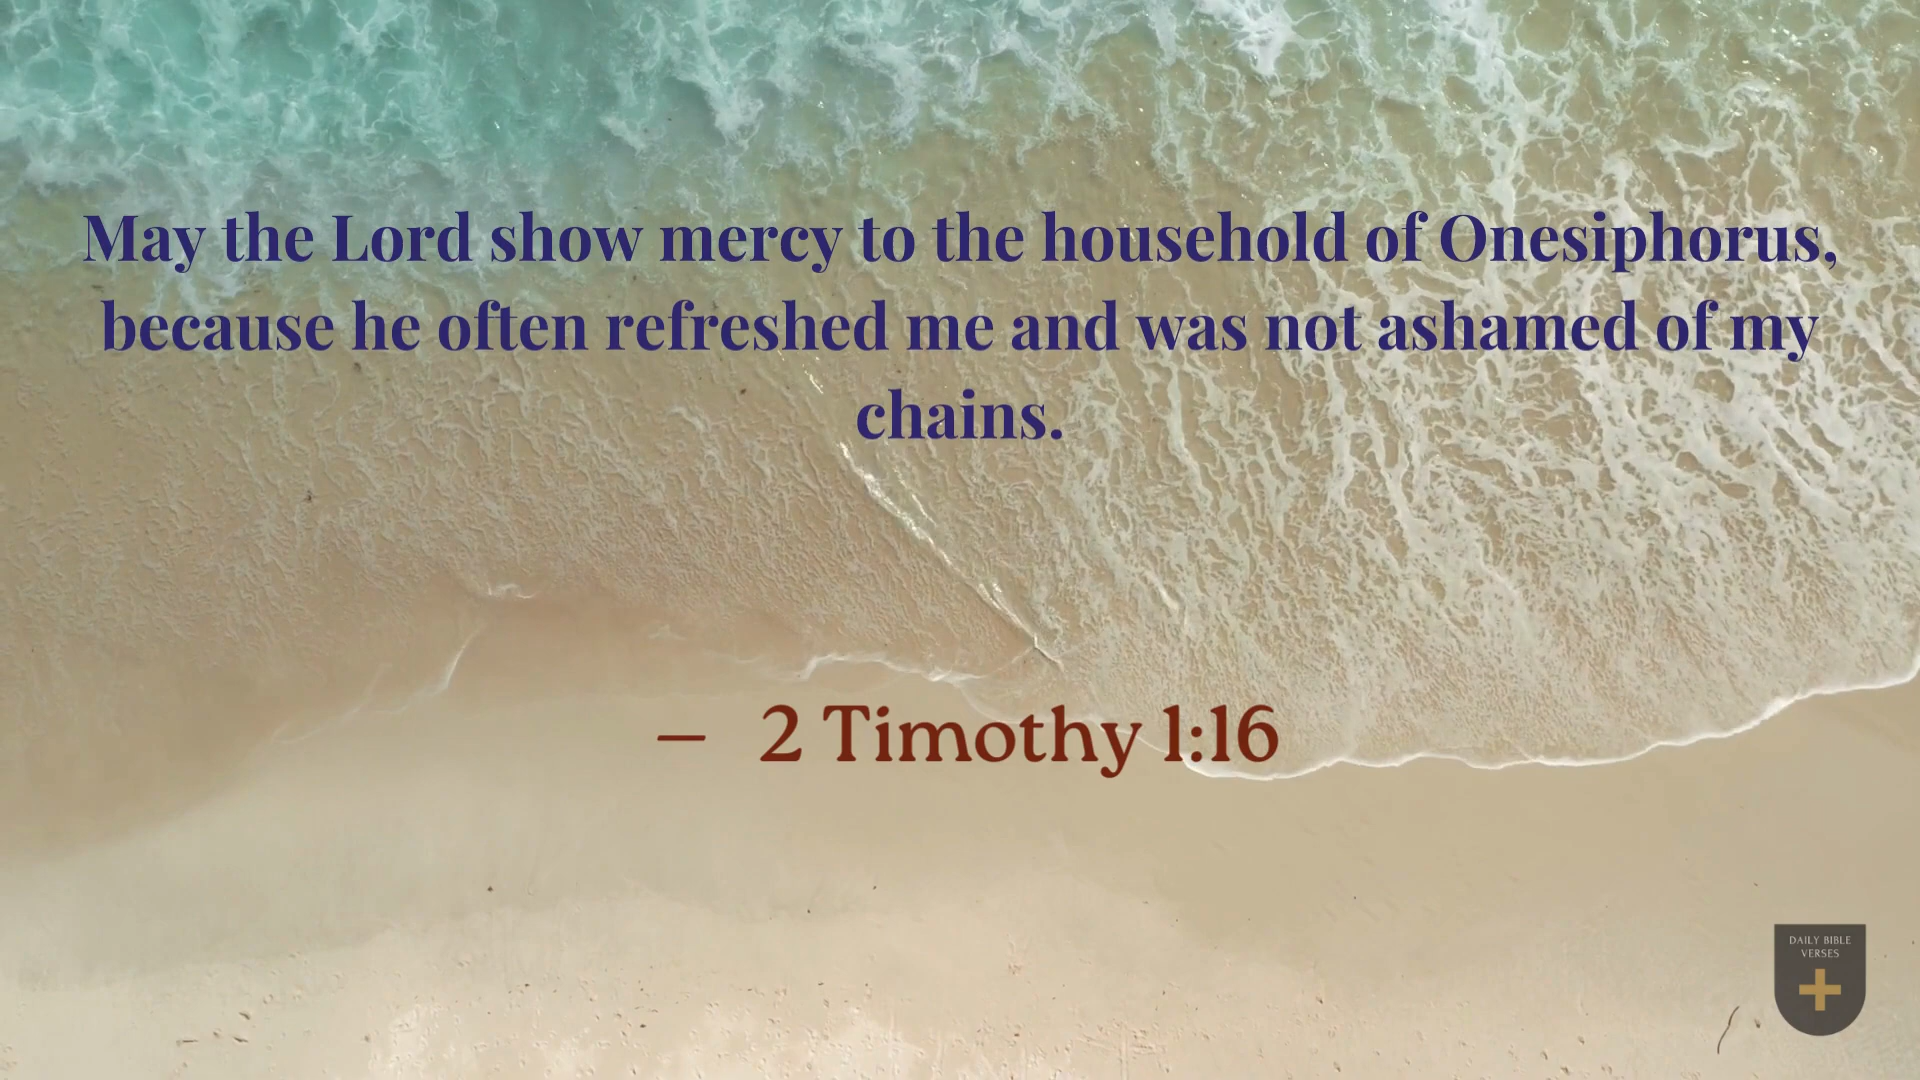 May the Lord show mercy to the household of Onesiphorus,
because he often refreshed me and was not ashamed of my
chains.
— 2 Timothy 1:16
DAILY BIBLE
VERSES